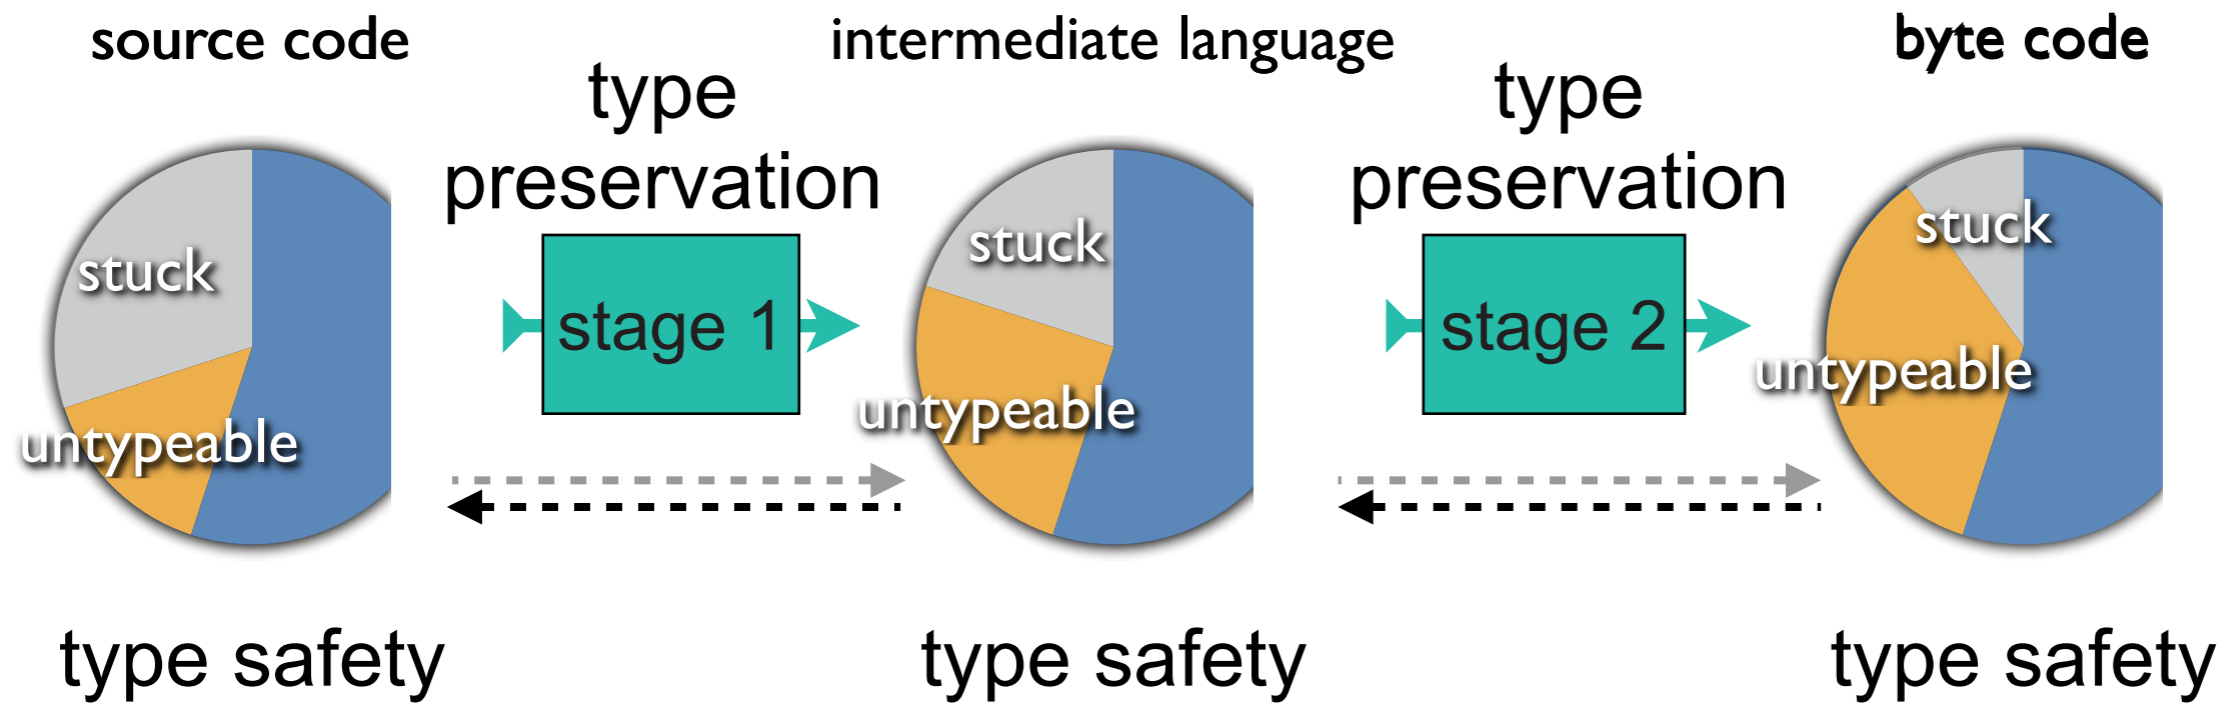 source code
intermediate language
byte code
type
preservation
type
preservation
stuck
untypeable
stage 1
stuck
untypeable
stage 2
stuck
untypeable
type safety
type safety
type safety